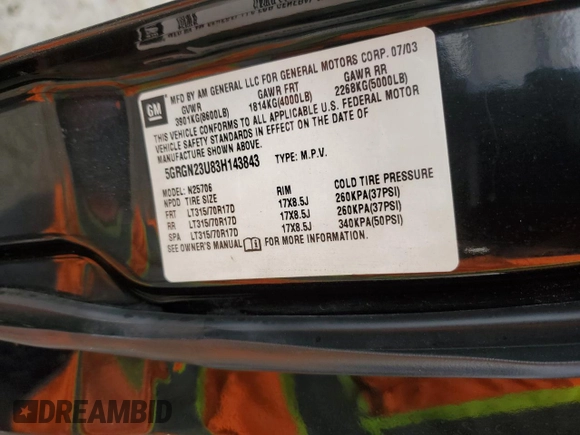 MFD BY AM GENERAL LLC FOR GENERAL MOTORS CORP. 07/03
GM
GVWR GAWR FRT GAWR RR
3901KG(8600LB) 1814KG(4000LB) 2268KG(5000LB)
THIS VEHICLE CONFORMS TO ALL APPLICABLE U.S. FEDERAL MOTOR
VEHICLE SAFETY STANDARDS IN EFFECT ON THE DATE OF
MANUFACTURE SHOWN ABOVE.
5GRGN23U83H143843 TYPE: M.P.V.
MODEL: N25706
NPDD TIRE SIZE RIM COLD TIRE PRESSURE
FRT LT315/70R17D 17X8.5J 260KPA(37PSI)
RR LT315/70R17D 17X8.5J 260KPA(37PSI)
SPA LT315/70R17D 17X8.5J 340KPA(50PSI)
SEE OWNER'S MANUAL FOR MORE INFORMATION.
DREAMBID